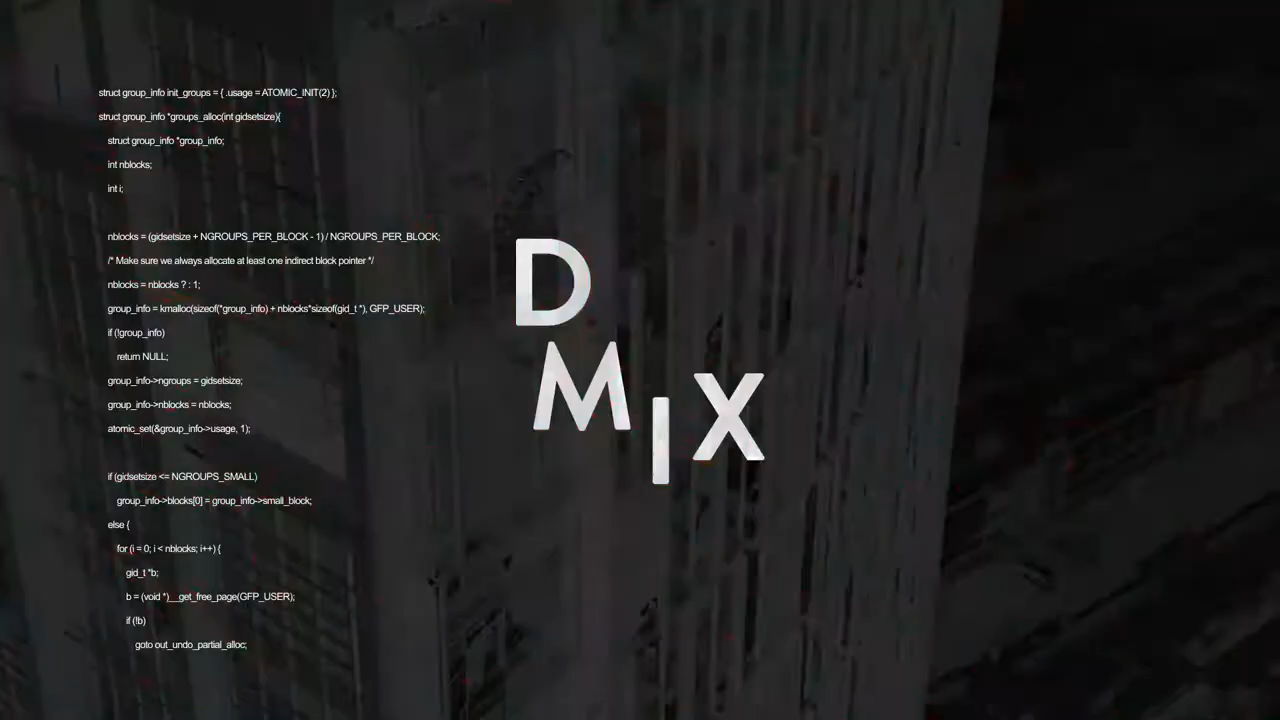 struct group_info init_groups = { .usage = ATOMIC_INIT(2) };
struct group_info *groups_alloc(int gidsetsize){
struct group_info *group_info;
int nblocks;
int i;
nblocks = (gidsetsize + NGROUPS_PER_BLOCK - 1) / NGROUPS_PER_BLOCK;
/* Make sure we always allocate at least one indirect block pointer */
nblocks = nblocks ? : 1;
group_info = kmalloc(sizeof(*group_info) + nblocks*sizeof(gid_t *), GFP_USER);
if (!group_info)
return NULL;
group_info->ngroups = gidsetsize;
group_info->nblocks = nblocks;
atomic_set(&group_info->usage, 1);
if (gidsetsize <= NGROUPS_SMALL)
group_info->blocks[0] = group_info->small_block;
else {
for (i = 0; i < nblocks; i++) {
gid_t *b;
b = (void *)__get_free_page(GFP_USER);
if (!b)
goto out_undo_partial_alloc;
D
MIX